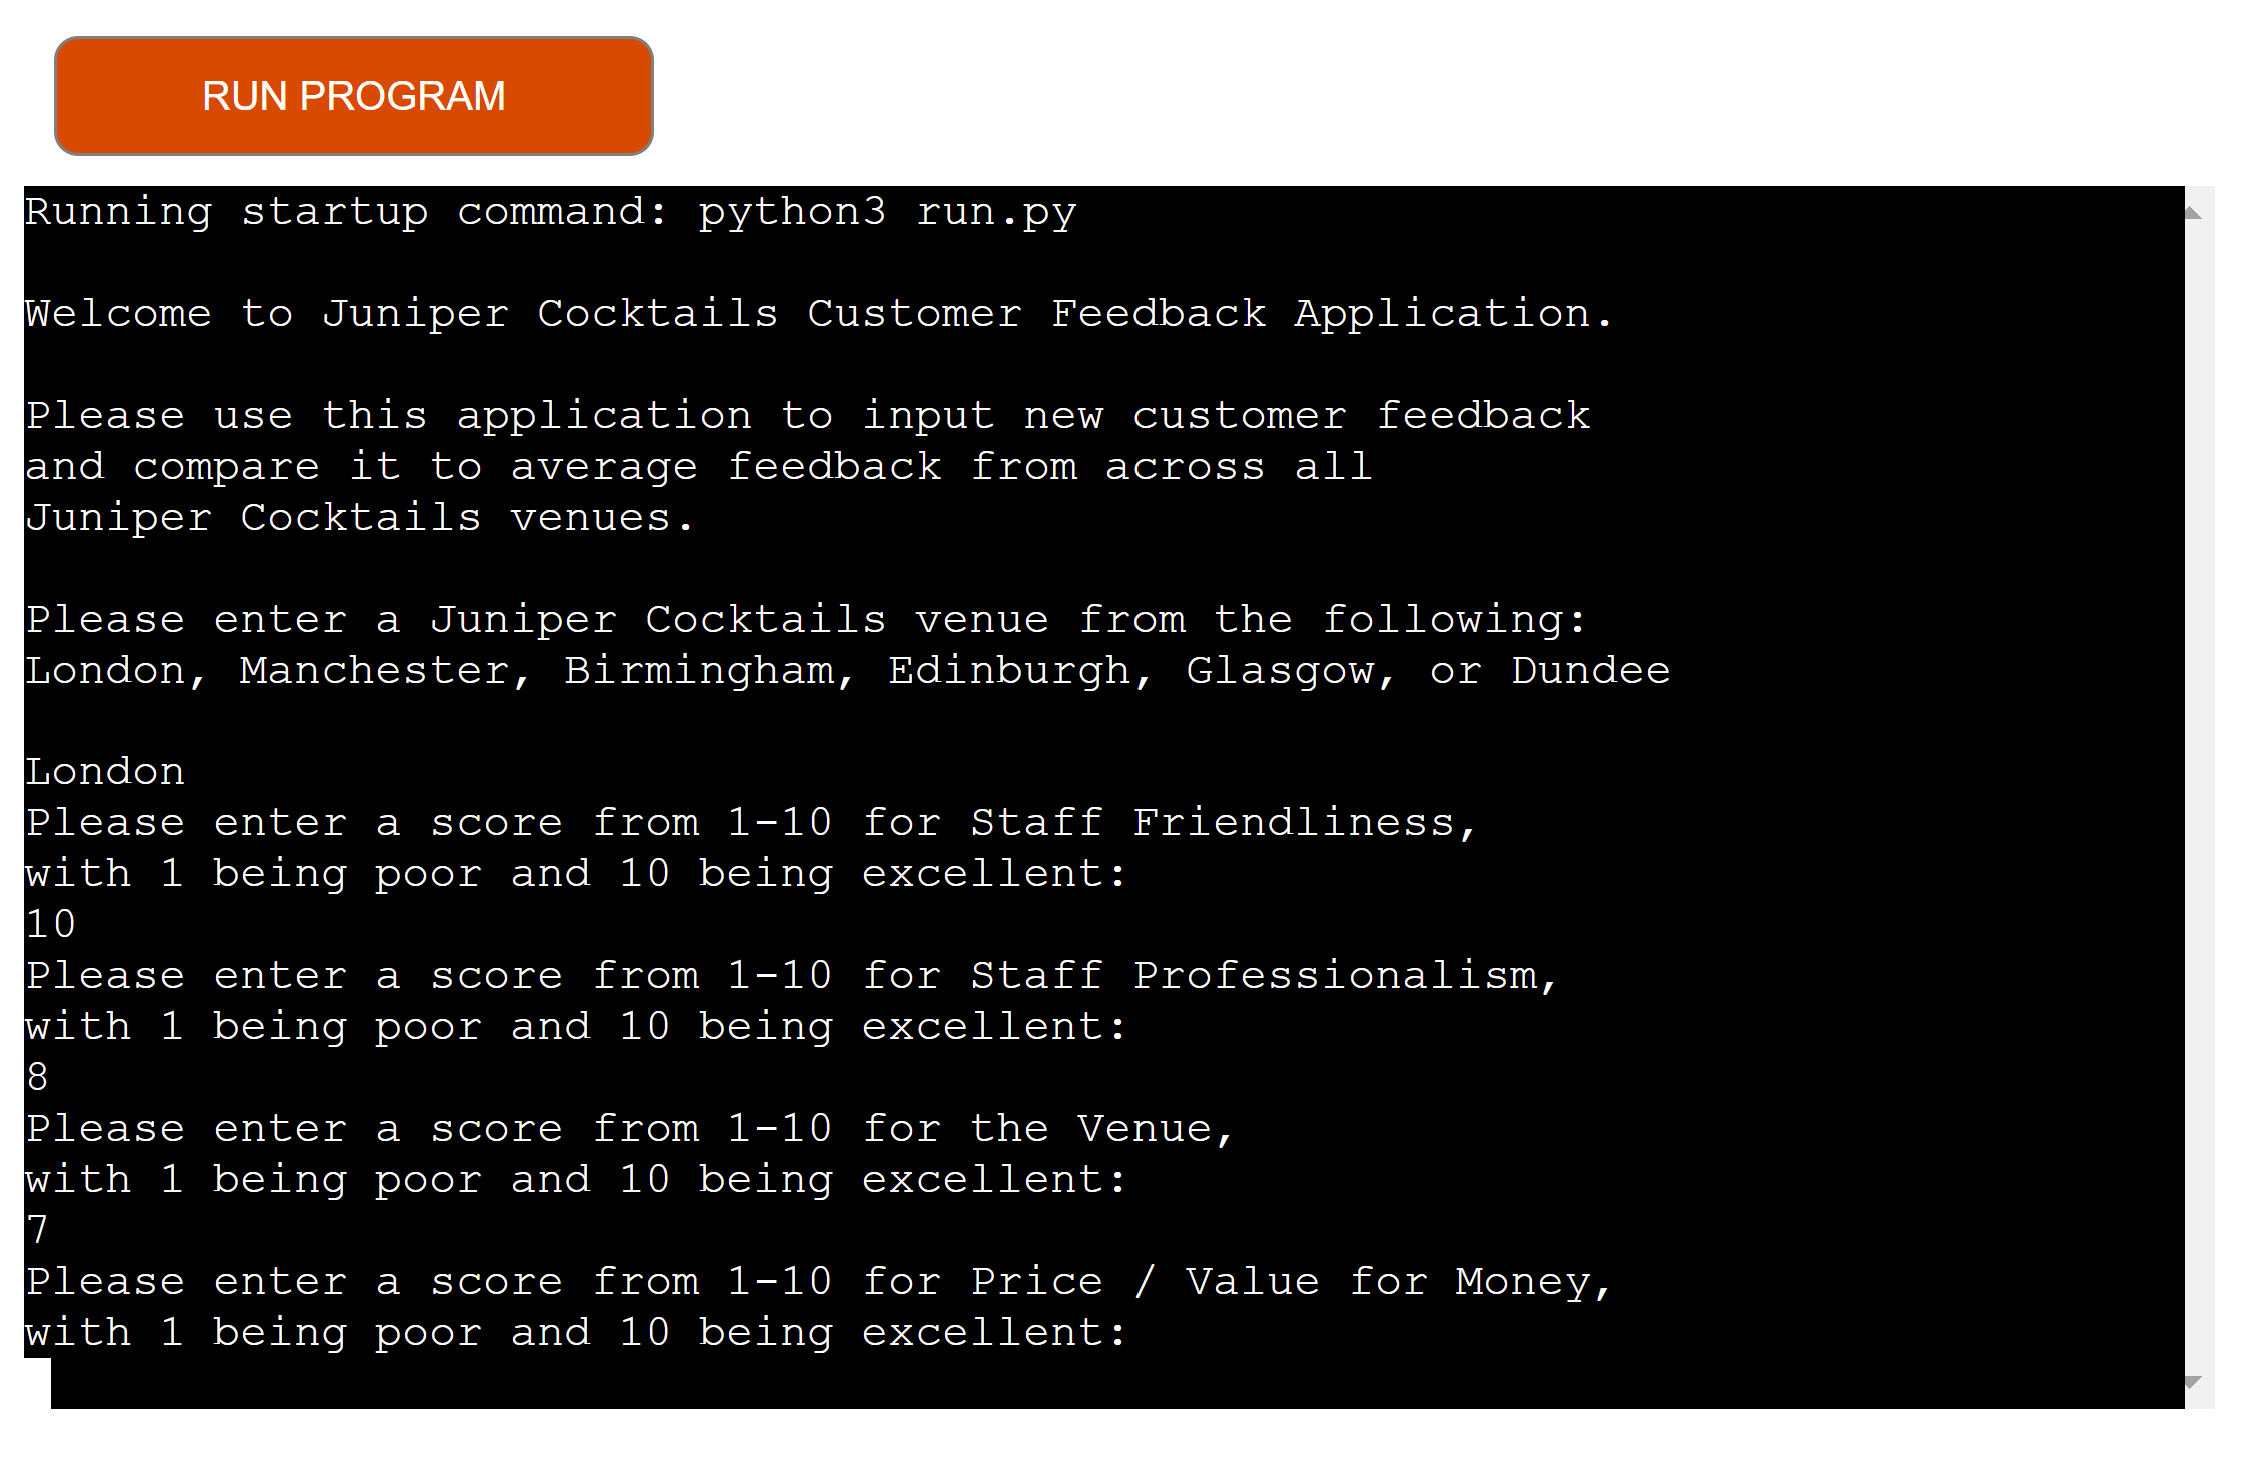 RUN PROGRAM
Running startup command: python3 run.py
Welcome to Juniper Cocktails Customer Feedback Application.
Please use this application to input new customer feedback
and compare it to average feedback from across all
Juniper Cocktails venues.
Please enter a Juniper Cocktails venue from the following:
London, Manchester, Birmingham, Edinburgh, Glasgow, or Dundee
London
Please enter a score from 1-10 for Staff Friendliness,
with 1 being poor and 10 being excellent:
10
Please enter a score from 1-10 for Staff Professionalism,
with 1 being poor and 10 being excellent:
8
Please enter a score from 1-10 for the Venue,
with 1 being poor and 10 being excellent:
7
Please enter a score from 1-10 for Price / Value for Money,
with 1 being poor and 10 being excellent: